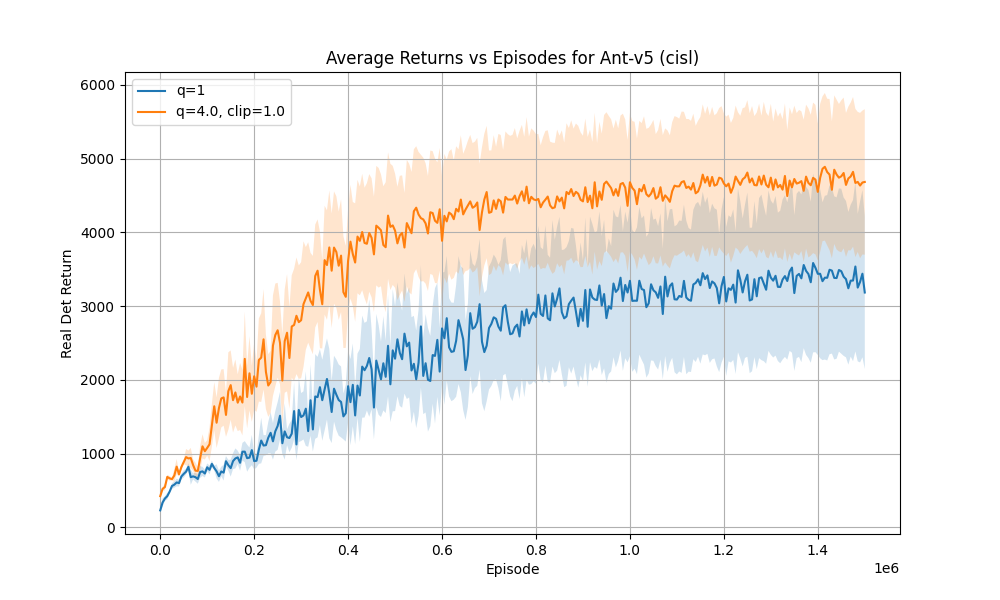 Average Returns vs Episodes for Ant-v5 (cisl)
q=1
q=4.0, clip=1.0
Real Det Return
6000
5000
4000
3000
2000
1000
0
0.0 0.2 0.4 0.6 0.8 1.0 1.2 1.4
1e6
Episode